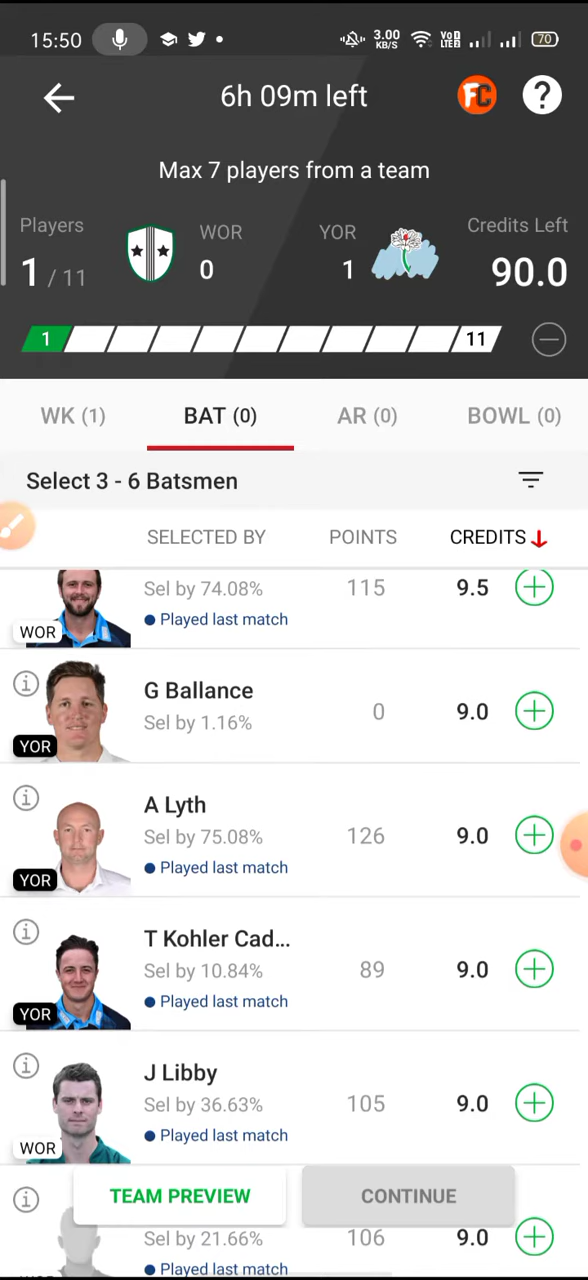 15:50 3.00 KB/S Vo LTE 2 70
6h 09m left FC ?
Max 7 players from a team
Players WOR YOR Credits Left
1 / 11 0 1 90.0
1 11
WK (1) BAT (0) AR (0) BOWL (0)
Select 3 - 6 Batsmen
SELECTED BY POINTS CREDITS
Sel by 74.08% 115 9.5
Played last match
WOR
G Ballance
Sel by 1.16% 0 9.0
YOR
A Lyth
Sel by 75.08% 126 9.0
Played last match
YOR
T Kohler Cad...
Sel by 10.84% 89 9.0
Played last match
YOR
J Libby
Sel by 36.63% 105 9.0
Played last match
WOR
TEAM PREVIEW CONTINUE
Sel by 21.66% 106 9.0
Played last match